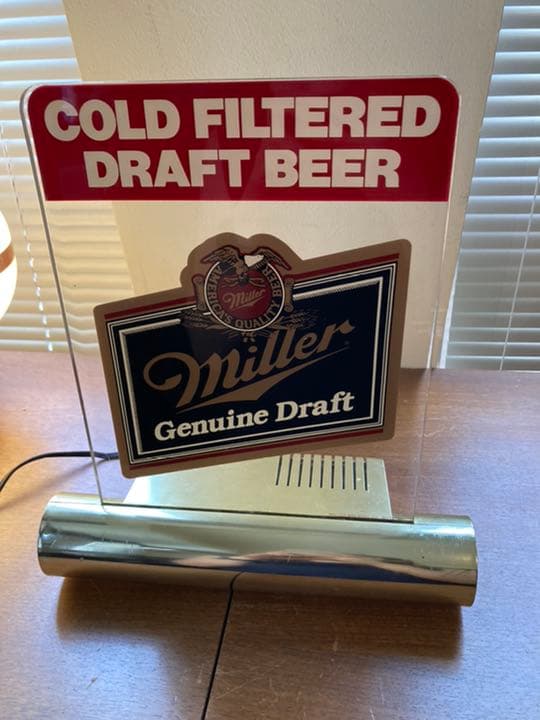 COLD FILTERED
DRAFT BEER
AMERICA'S QUALITY BEER
Miller
Miller
Genuine Draft